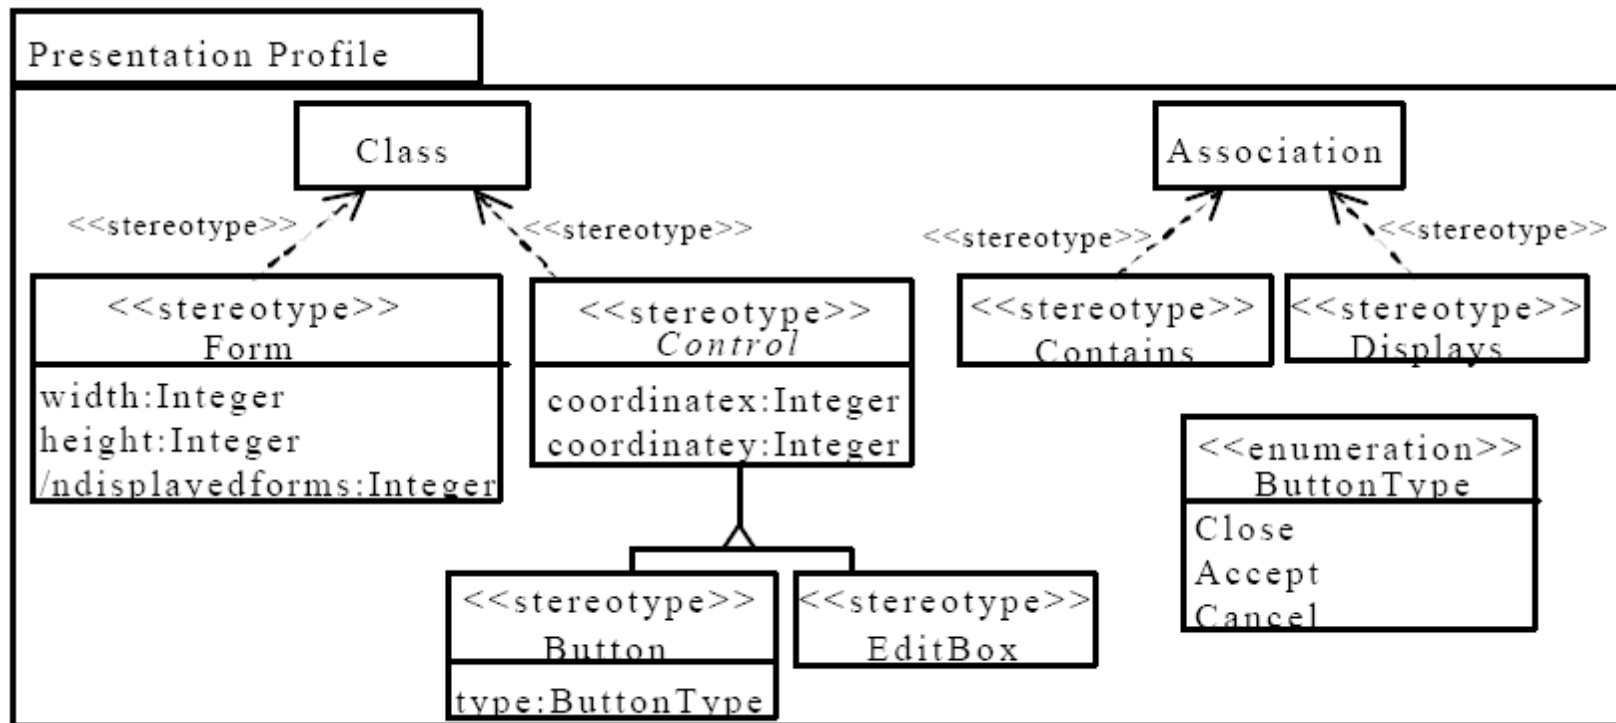 Presentation Profile
Class
Association
<<stereotype>>
<<stereotype>>
<<stereotype>>
<<stereotype>>
<<stereotype>>
Form
width:Integer
height:Integer
/ndisplayedforms:Integer
<<stereotype>>
Control
coordinatex:Integer
coordinatey:Integer
<<stereotype>>
Contains
<<stereotype>>
Displays
<<enumeration>>
ButtonType
Close
Accept
Cancel
<<stereotype>>
Button
type:ButtonType
<<stereotype>>
EditBox